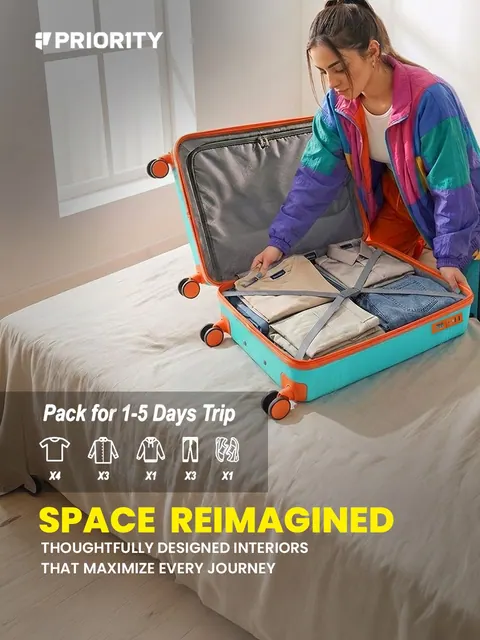 PRIORITY
Pack for 1-5 Days Trip
X4 X3 X1 X3 X1
SPACE REIMAGINED
THOUGHTFULLY DESIGNED INTERIORS
THAT MAXIMIZE EVERY JOURNEY